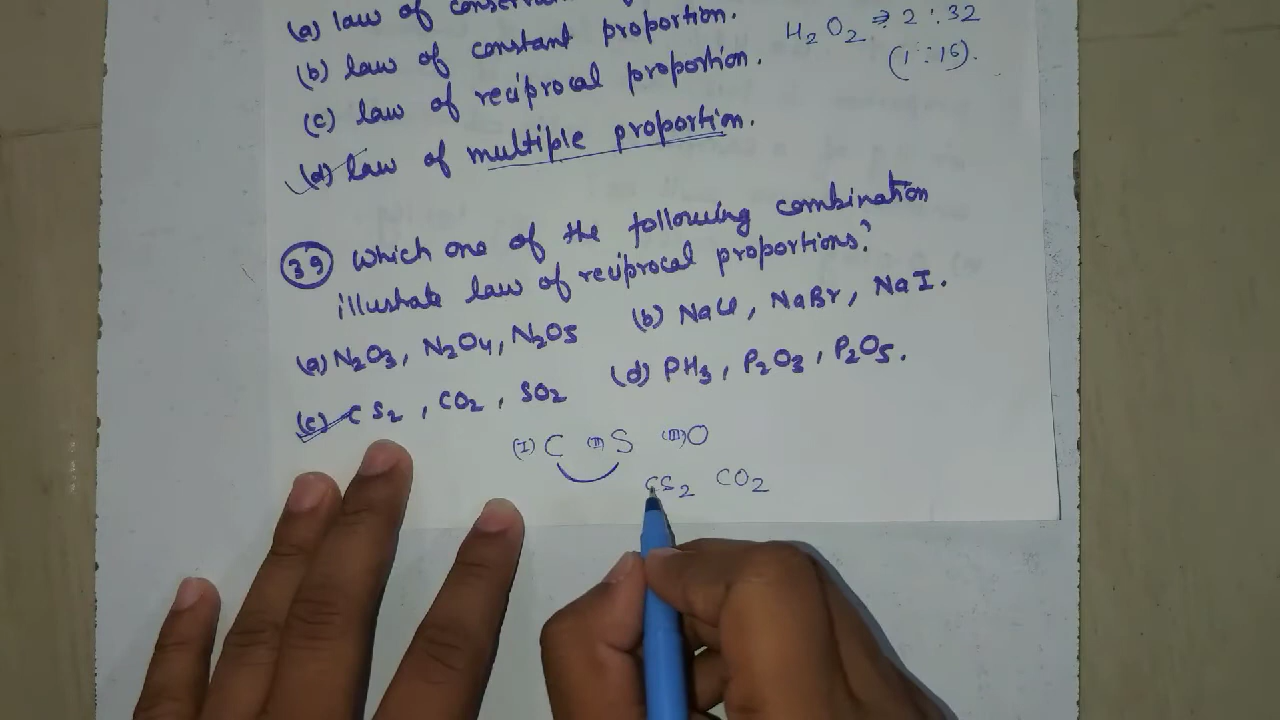 (a) law of
(b) law of constant proportion.
H2O2 ⇒ 2:32
(1:16).
(c) law of reciprocal proportion.
(d) law of multiple proportion.
(39) Which one of the following combination
illustrate law of reciprocal proportions?
(a) N2O3, N2O4, N2O5 (b) NaCl, NaBr, NaI.
(c) CS2, CO2, SO2 (d) PH3, P2O3, P2O5.
(I) C (II) S (III) O
CS2 CO2